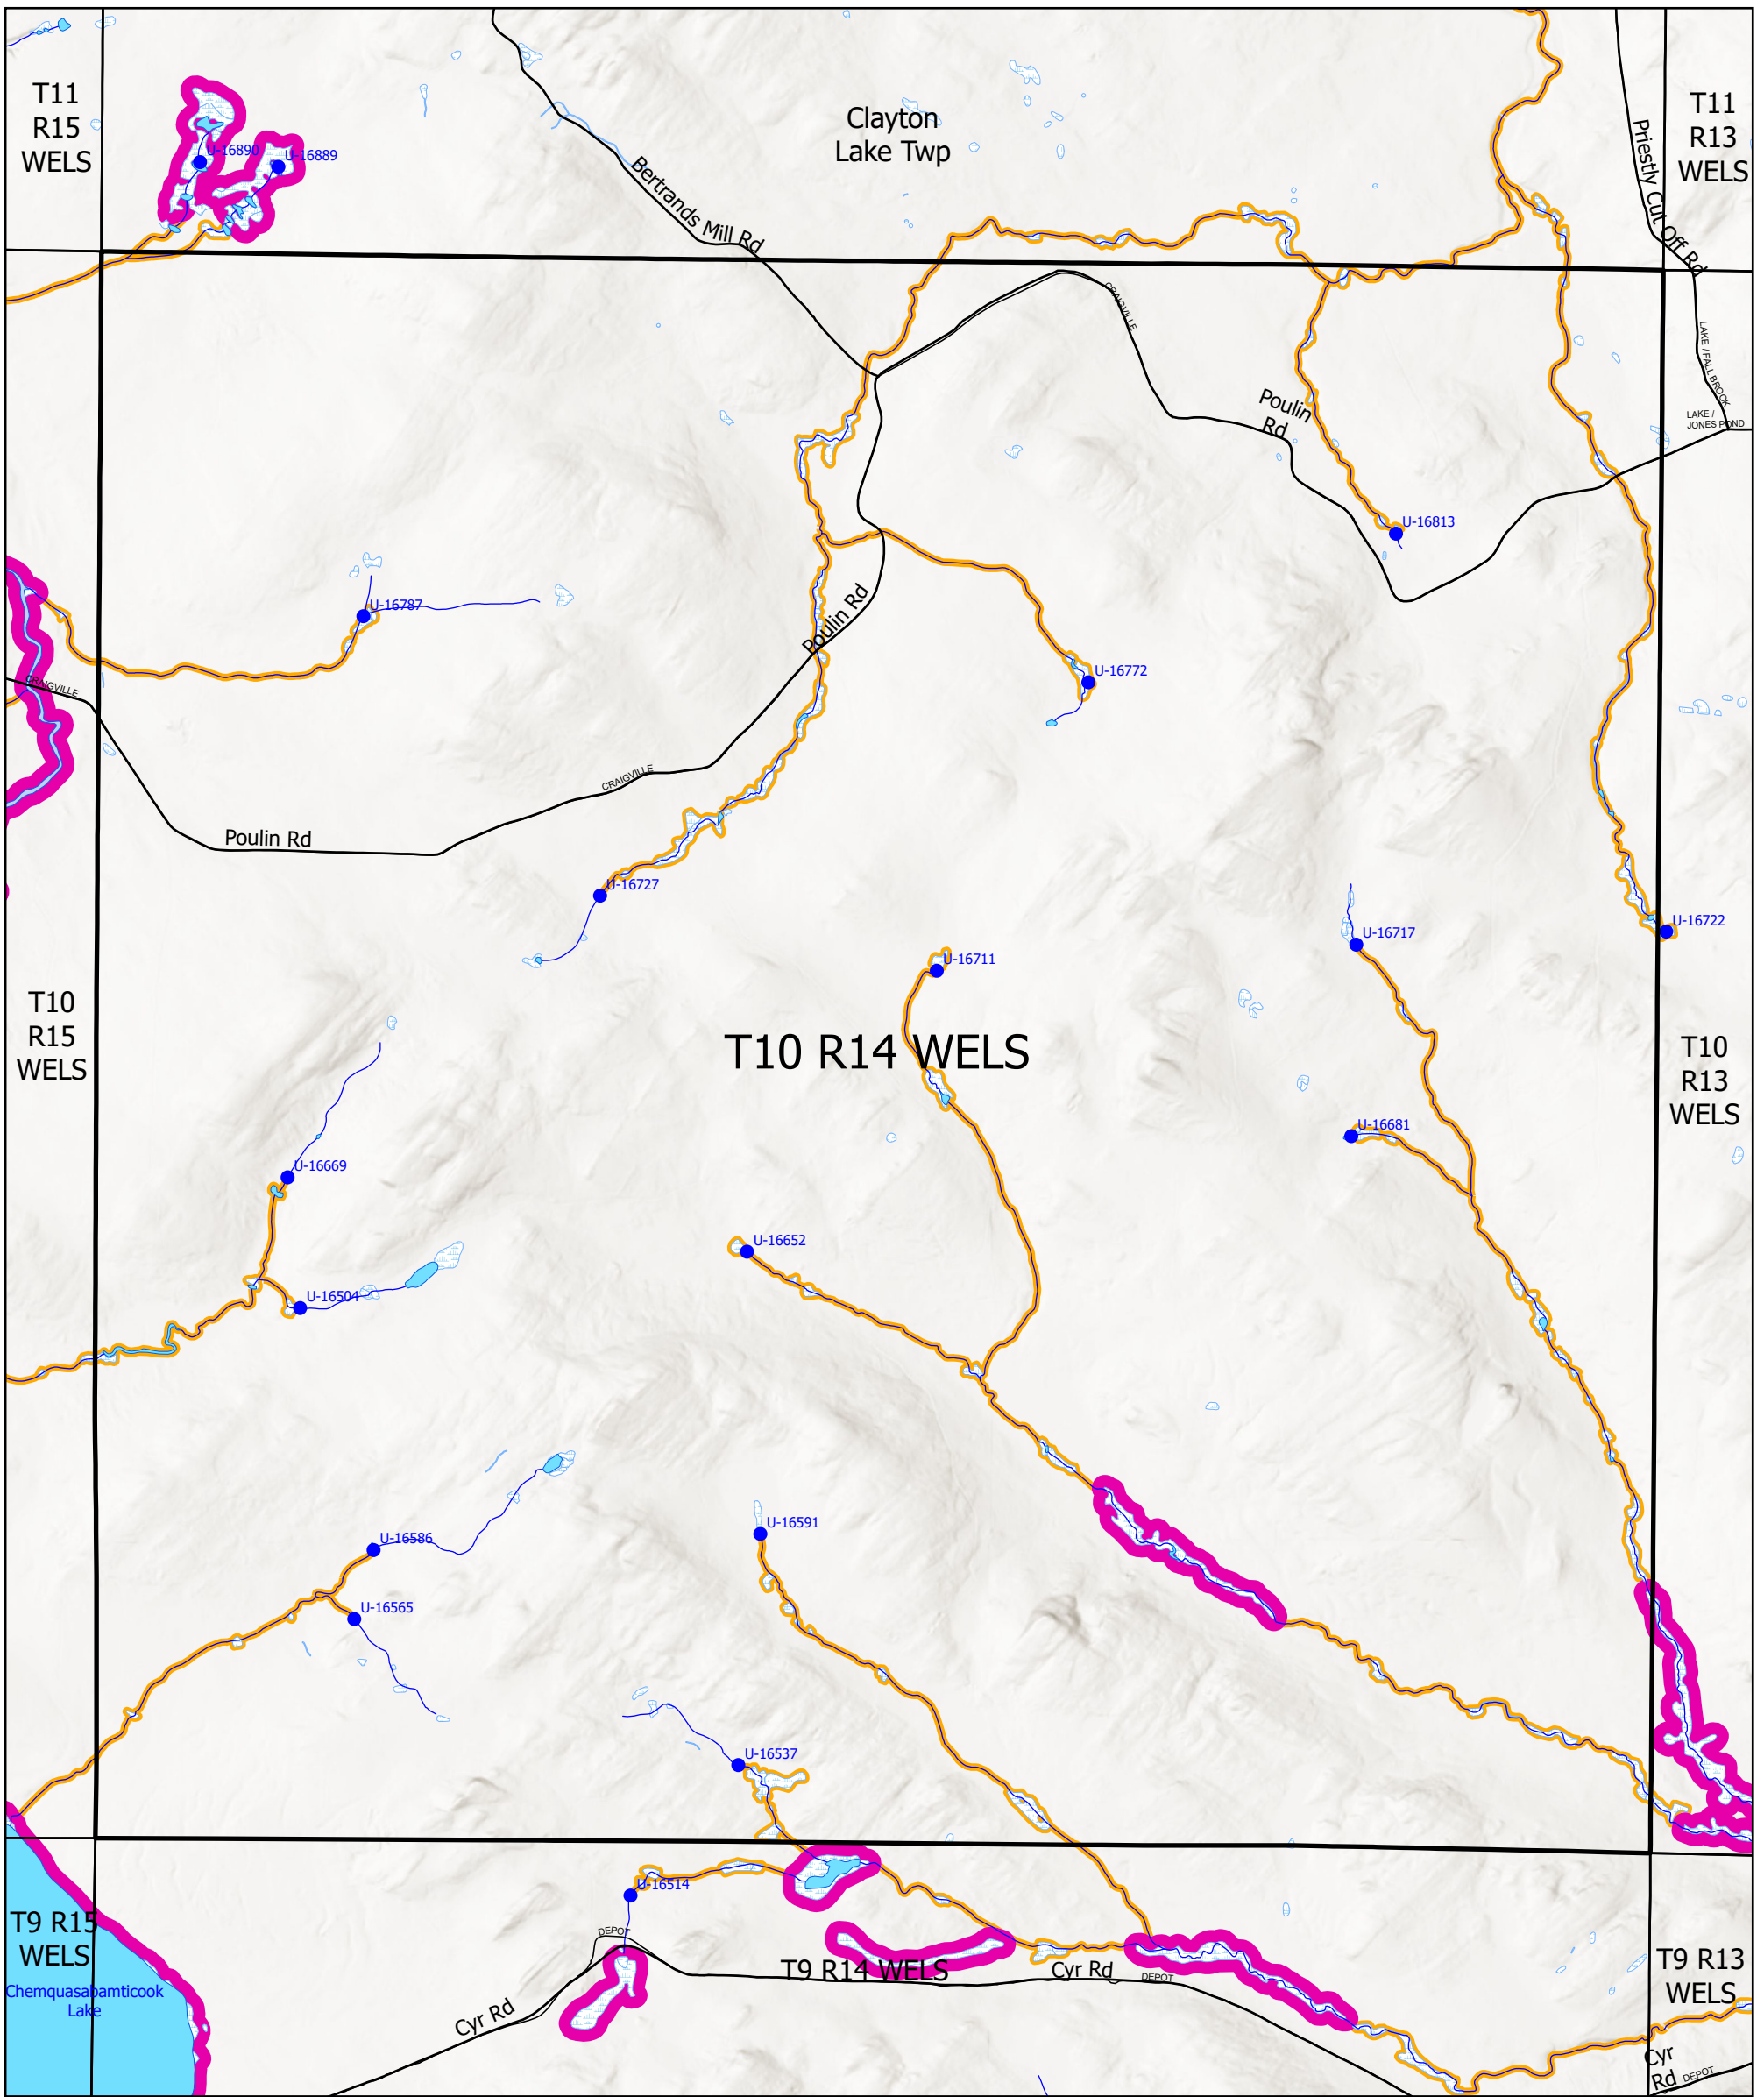 T11
R15
WELS
U-16890
U-16889
Clayton
Lake Twp
Bertrands Mill Rd
Priestly Cut Off Rd
T11
R13
WELS
CRAIGVILLE
LAKE / FALL BROOK
LAKE /
JONES POND
Poulin
Rd
U-16813
U-16787
Poulin Rd
U-16772
CRAIGVILLE
CRAIGVILLE
Poulin Rd
U-16727
U-16722
U-16717
U-16711
T10
R15
WELS
T10 R14 WELS
T10
R13
WELS
U-16681
U-16669
U-16652
U-16504
U-16591
U-16586
U-16565
U-16537
U-16514
T9 R15
WELS
DEPOT
T9 R14 WELS
Cyr Rd
DEPOT
T9 R13
WELS
Chemquasabamticook
Lake
Cyr Rd
Cyr
Rd
DEPOT